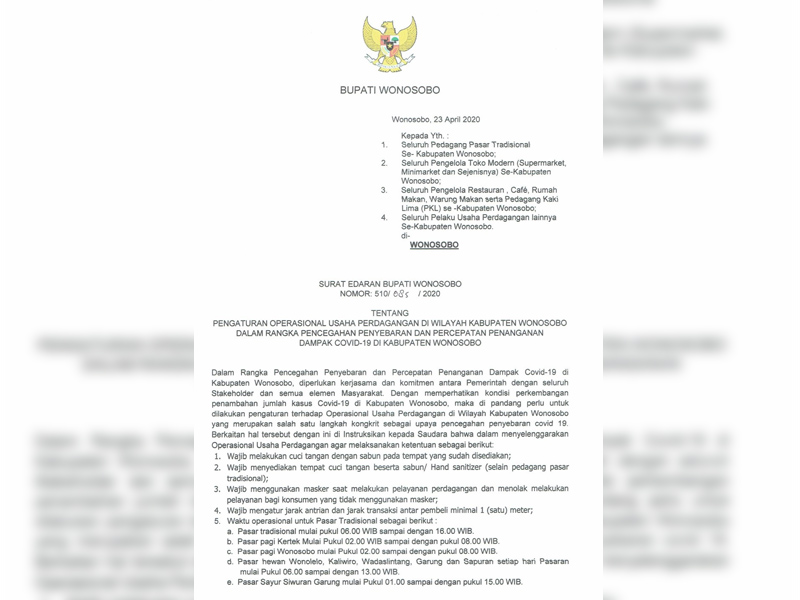 BUPATI WONOSOBO
Wonosobo, 23 April 2020
Kepada Yth. :
1. Seluruh Pedagang Pasar Tradisional
Se- Kabupaten Wonosobo;
2. Seluruh Pengelola Toko Modern (Supermarket,
Minimarket dan Sejenisnya) Se-Kabupaten
Wonosobo;
3. Seluruh Pengelola Restauran , Café, Rumah
Makan, Warung Makan serta Pedagang Kaki
Lima (PKL) se -Kabupaten Wonosobo;
4. Seluruh Pelaku Usaha Perdagangan lainnya
Se-Kabupaten Wonosobo.
di-
WONOSOBO
SURAT EDARAN BUPATI WONOSOBO
NOMOR: 510/ 085 / 2020
TENTANG
PENGATURAN OPERASIONAL USAHA PERDAGANGAN DI WILAYAH KABUPATEN WONOSOBO
DALAM RANGKA PENCEGAHAN PENYEBARAN DAN PERCEPATAN PENANGANAN
DAMPAK COVID-19 DI KABUPATEN WONOSOBO
Dalam Rangka Pencegahan Penyebaran dan Percepatan Penanganan Dampak Covid-19 di
Kabupaten Wonosobo, diperlukan kerjasama dan komitmen antara Pemerintah dengan seluruh
Stakeholder dan semua elemen Masyarakat. Dengan memperhatikan kondisi perkembangan
penambahan jumlah kasus Covid-19 di Kabupaten Wonosobo, maka di pandang perlu untuk
dilakukan pengaturan terhadap Operasional Usaha Perdagangan di Wilayah Kabupaten Wonosobo
yang merupakan salah satu langkah kongkrit sebagai upaya pencegahan penyebaran covid 19.
Berkaitan hal tersebut dengan ini di Instruksikan kepada Saudara bahwa dalam menyelenggarakan
Operasional Usaha Perdagangan agar melaksanakan ketentuan sebagai berikut:
1. Wajib melakukan cuci tangan dengan sabun pada tempat yang sudah disediakan;
2. Wajib menyediakan tempat cuci tangan beserta sabun/ Hand sanitizer (selain pedagang pasar
tradisional);
3. Wajib menggunakan masker saat melakukan pelayanan perdagangan dan menolak melakukan
pelayanan bagi konsumen yang tidak menggunakan masker;
4. Wajib mengatur jarak antrian dan jarak transaksi antar pembeli minimal 1 (satu) meter;
5. Waktu operasional untuk Pasar Tradisional sebagai berikut :
a. Pasar tradisional mulai pukul 06.00 WIB sampai dengan 16.00 WIB.
b. Pasar pagi Kertek Mulai Pukul 02.00 WIB sampai dengan pukul 08.00 WIB.
c. Pasar pagi Wonosobo mulai Pukul 02.00 sampai dengan pukul 08.00 WIB.
d. Pasar hewan Wonolelo, Kaliwiro, Wadaslintang, Garung dan Sapuran setiap hari Pasaran
mulai Pukul 06.00 sampai dengan 13.00 WIB.
e. Pasar Sayur Siwuran Garung mulai Pukul 01.00 sampai dengan pukul 15.00 WIB.